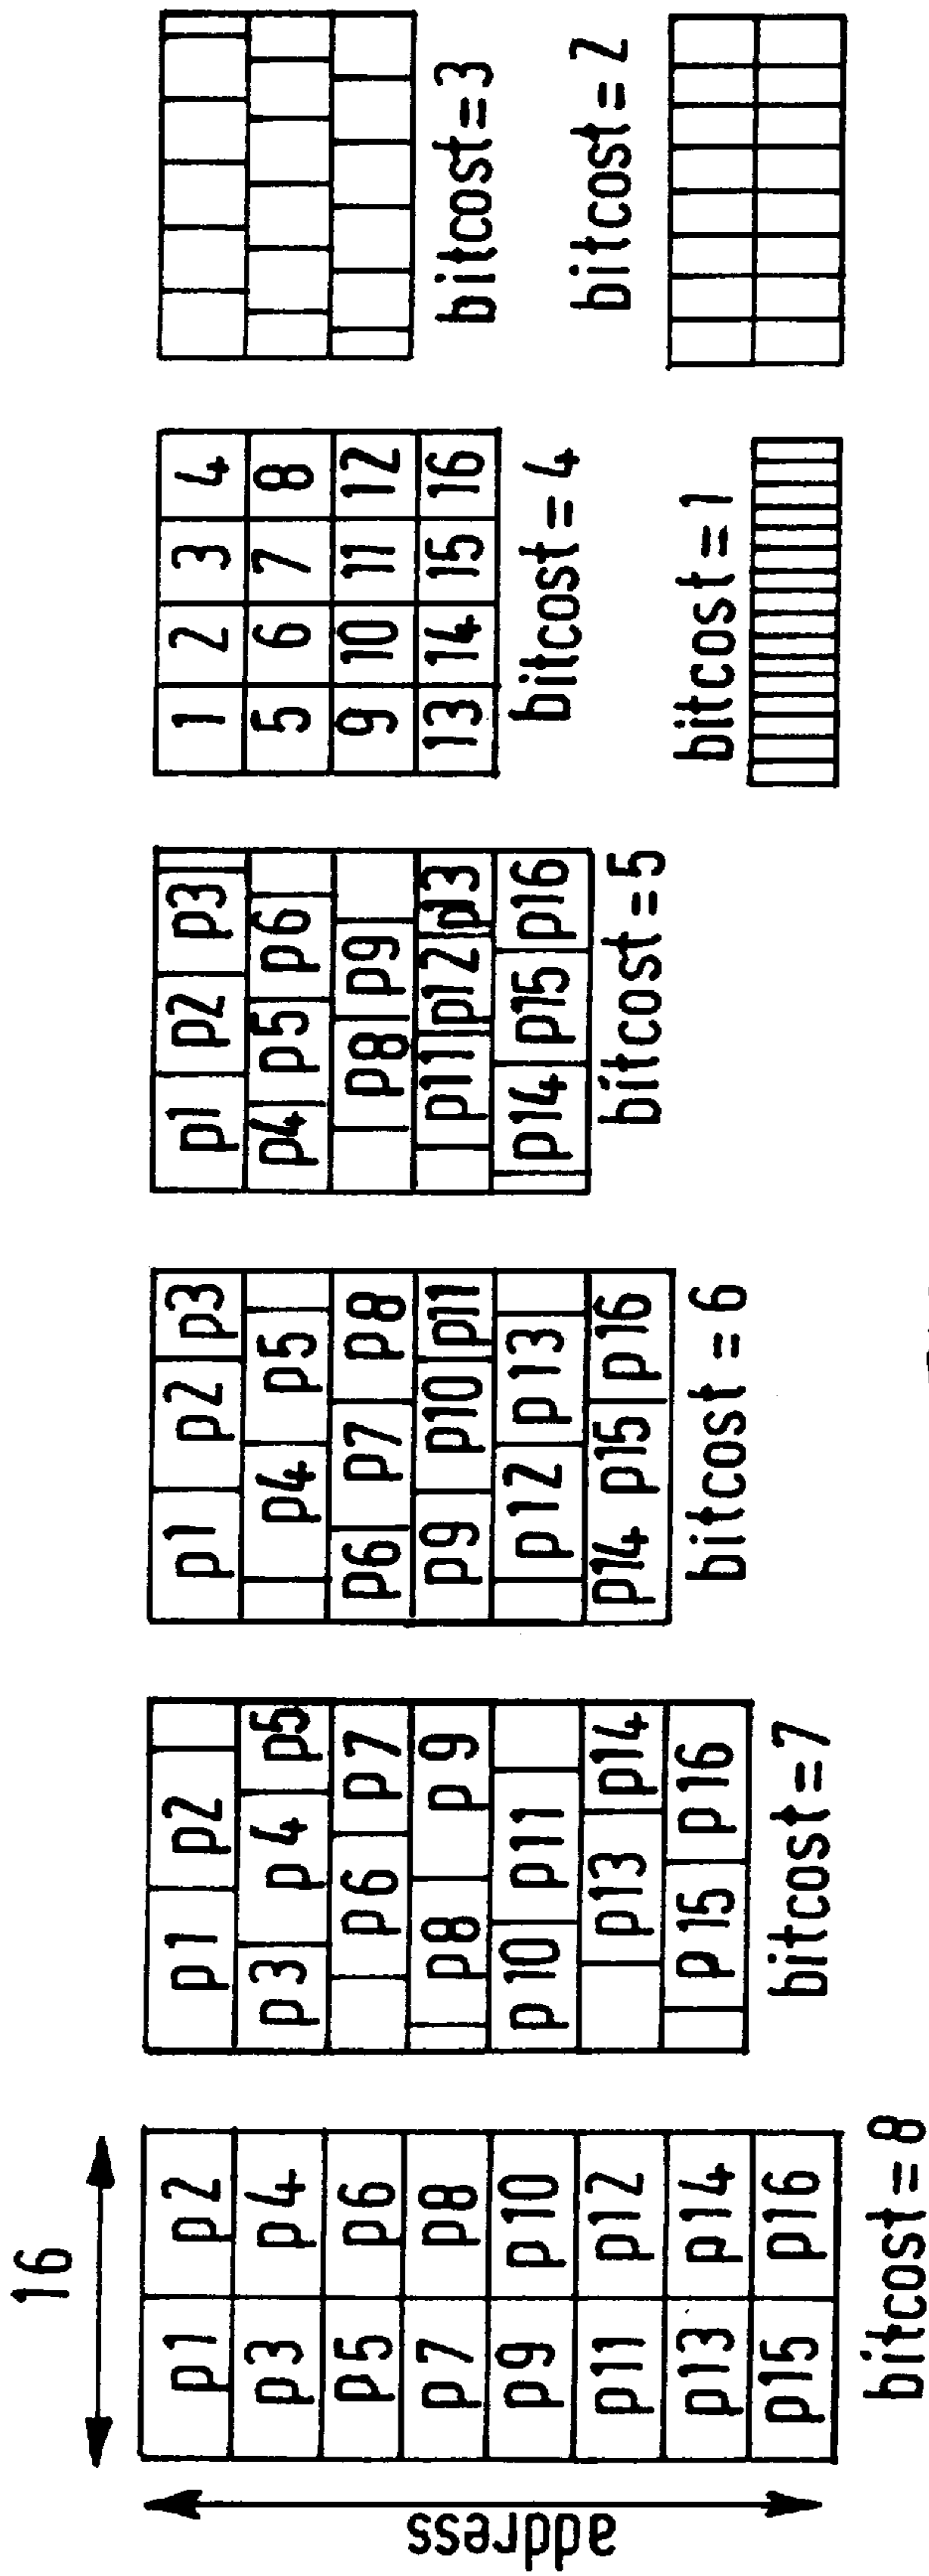 16
address
p1 p2
p3 p4
p5 p6
p7 p8
p9 p10
p11 p12
p13 p14
p15 p16
bitcost = 8
p1 p2
p3 p4 p5
p6 p7
p8 p9
p10 p11
p13 p14
p15 p16
bitcost = 7
p1 p2 p3
p4 p5
p6 p7 p8
p9 p10 p11
p12 p13
p14 p15 p16
bitcost = 6
p1 p2 p3
p4 p5 p6
p8 p9
p11 p12 p13
p14 p15 p16
bitcost = 5
1 2 3 4
5 6 7 8
9 10 11 12
13 14 15 16
bitcost = 4
bitcost = 3
bitcost = 1
bitcost = 2